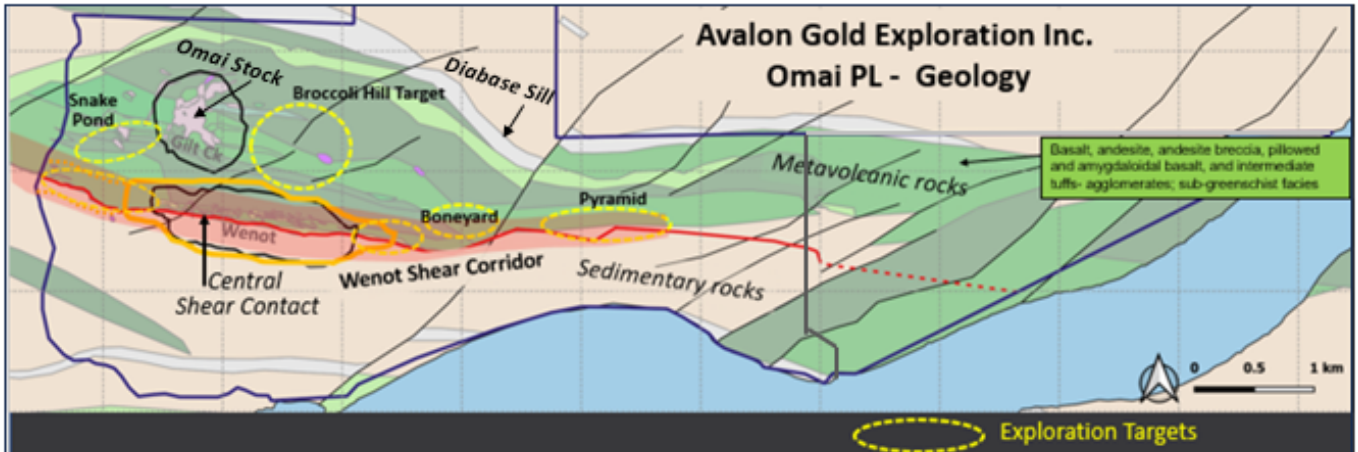 Avalon Gold Exploration Inc.
Omai PL - Geology
Omai Stock
Diabase Sill
Broccoli Hill Target
Snake
Pond
Gilt Ck
Metavolcanic rocks
Basalt, andesite, andesite breccia, pillowed
and amygdaloidal basalt, and intermediate
tuffs- agglomerates; sub-greenschist facies
Pyramid
Boneyard
Wenot
Wenot Shear Corridor
Sedimentary rocks
Central
Shear Contact
0 0.5 1 km
Exploration Targets